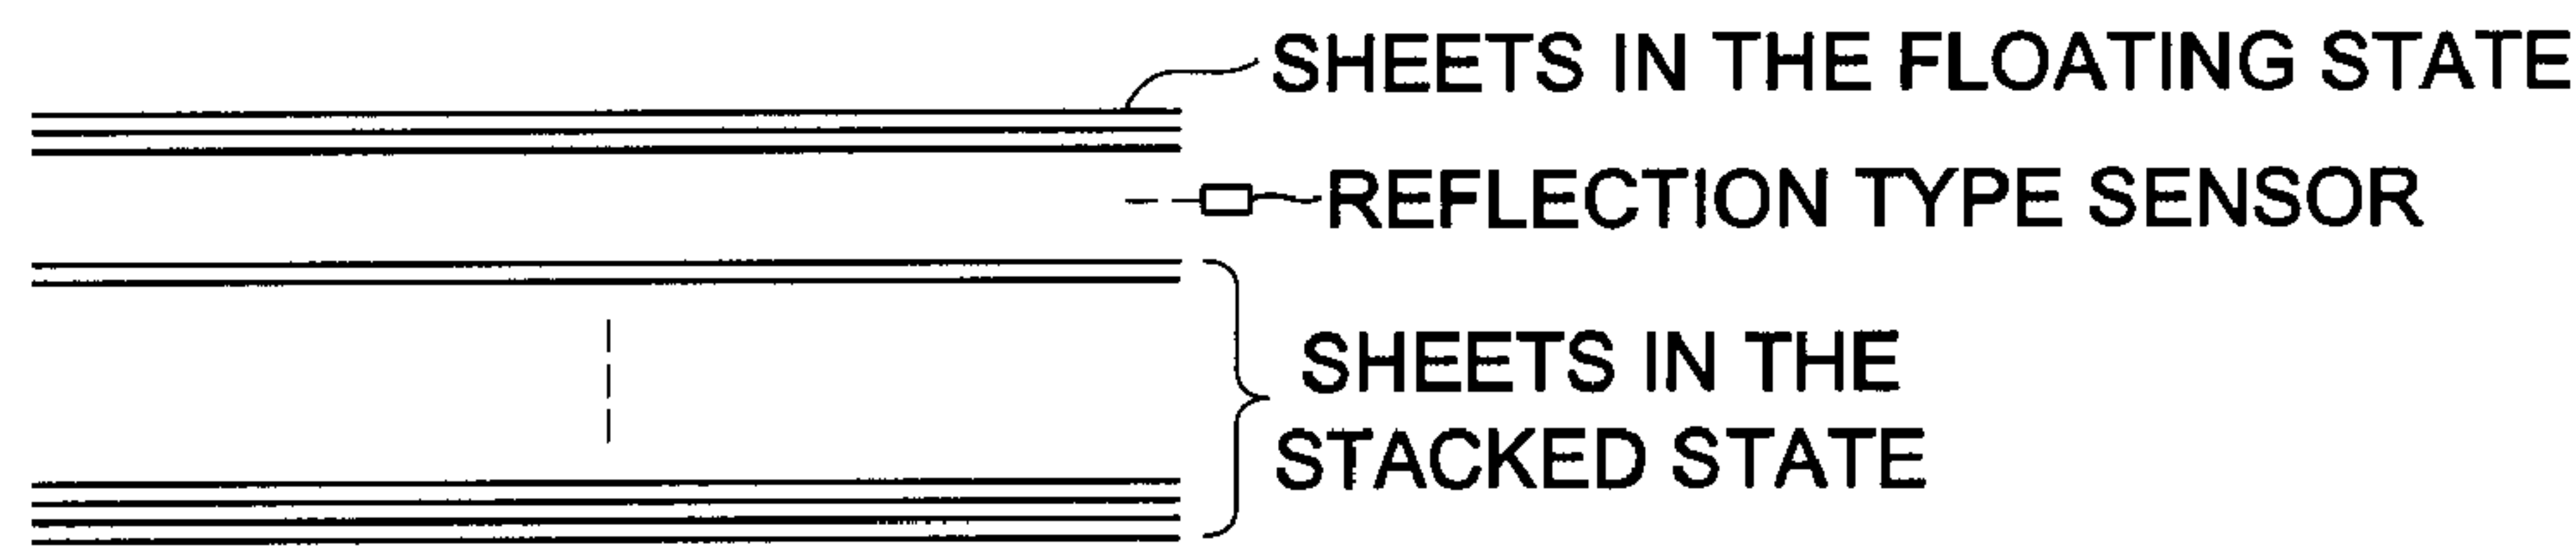 SHEETS IN THE FLOATING STATE
REFLECTION TYPE SENSOR
SHEETS IN THE
STACKED STATE